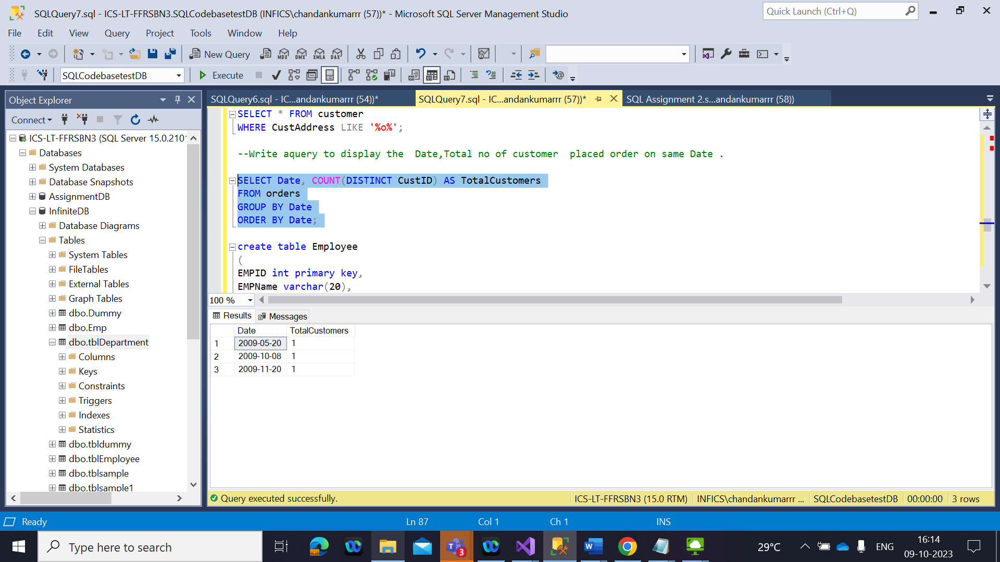 SQLQuery7.sql - ICS-LT-FFRSBN3.SQLCodebasetestDB (INFICS\chandankumarrr (57))* - Microsoft SQL Server Management Studio
Quick Launch (Ctrl+Q)
File Edit View Query Project Tools Window Help
New Query
MDX DMX XMLA DAX
SQLCodebasetestDB
Execute
Object Explorer
Connect
ICS-LT-FFRSBN3 (SQL Server 15.0.210
Databases
System Databases
Database Snapshots
AssignmentDB
InfiniteDB
Database Diagrams
Tables
System Tables
FileTables
External Tables
Graph Tables
dbo.Dummy
dbo.Emp
dbo.tblDepartment
Columns
Keys
Constraints
Triggers
Indexes
Statistics
dbo.tbldummy
dbo.tblEmployee
dbo.tblsample
dbo.tblsample1
SQLQuery6.sql - IC...andankumarrr (54))*
SQLQuery7.sql - IC...andankumarrr (57))*
SQL Assignment 2.s...andankumarrr (58))
SELECT * FROM customer
WHERE CustAddress LIKE '%o%';
--Write aquery to display the  Date,Total no of customer  placed order on same Date .
SELECT Date, COUNT(DISTINCT CustID) AS TotalCustomers
FROM orders
GROUP BY Date
ORDER BY Date;
create table Employee
(
EMPID int primary key,
EMPName varchar(20),
100 %
Results Messages
Date TotalCustomers
1 2009-05-20 1
2 2009-10-08 1
3 2009-11-20 1
Query executed successfully.
ICS-LT-FFRSBN3 (15.0 RTM) INFICS\chandankumarrr ... SQLCodebasetestDB 00:00:00 3 rows
Ready Ln 87 Col 1 Ch 1 INS
Type here to search
3
29°C
ENG
16:14
09-10-2023